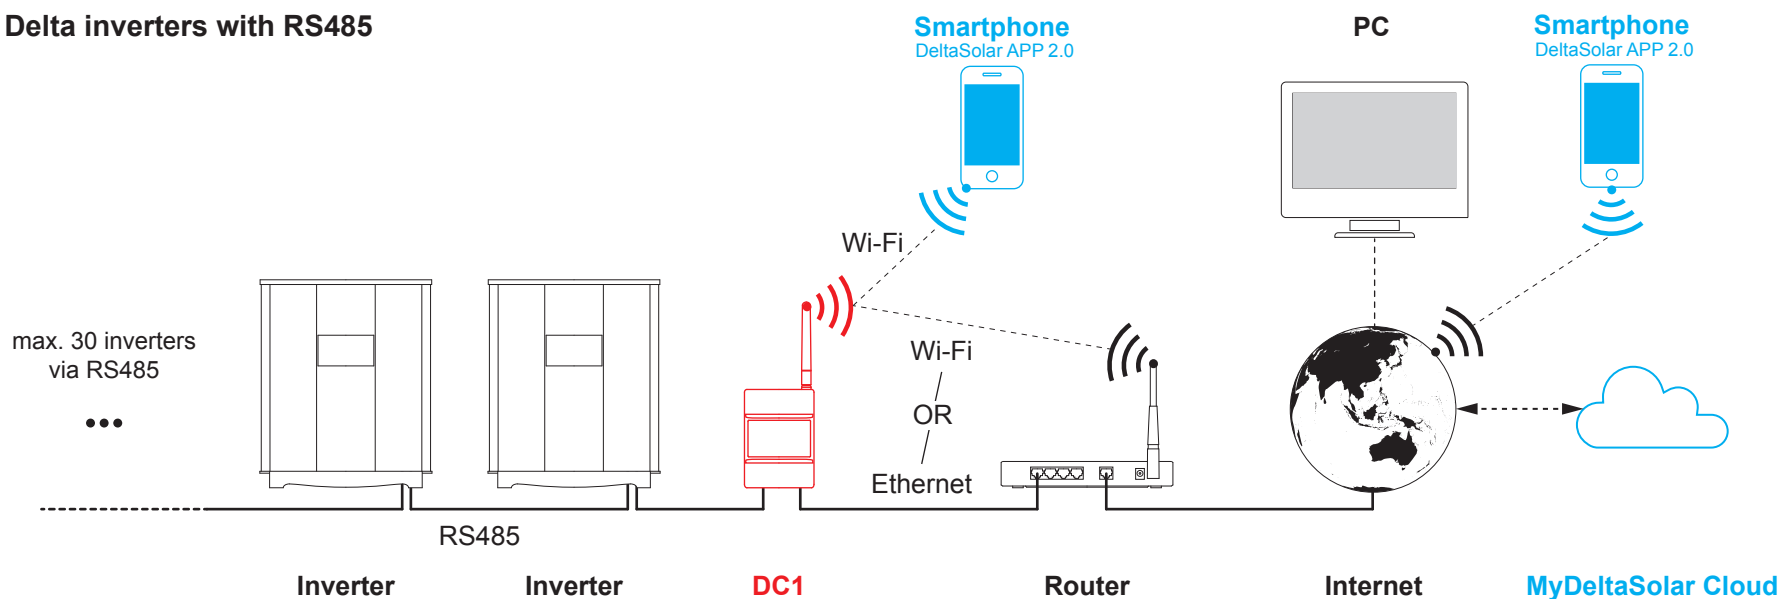 Delta inverters with RS485
Smartphone
DeltaSolar APP 2.0
PC
Smartphone
DeltaSolar APP 2.0
Wi-Fi
max. 30 inverters
via RS485
Wi-Fi
OR
Ethernet
RS485
Inverter
Inverter
DC1
Router
Internet
MyDeltaSolar Cloud